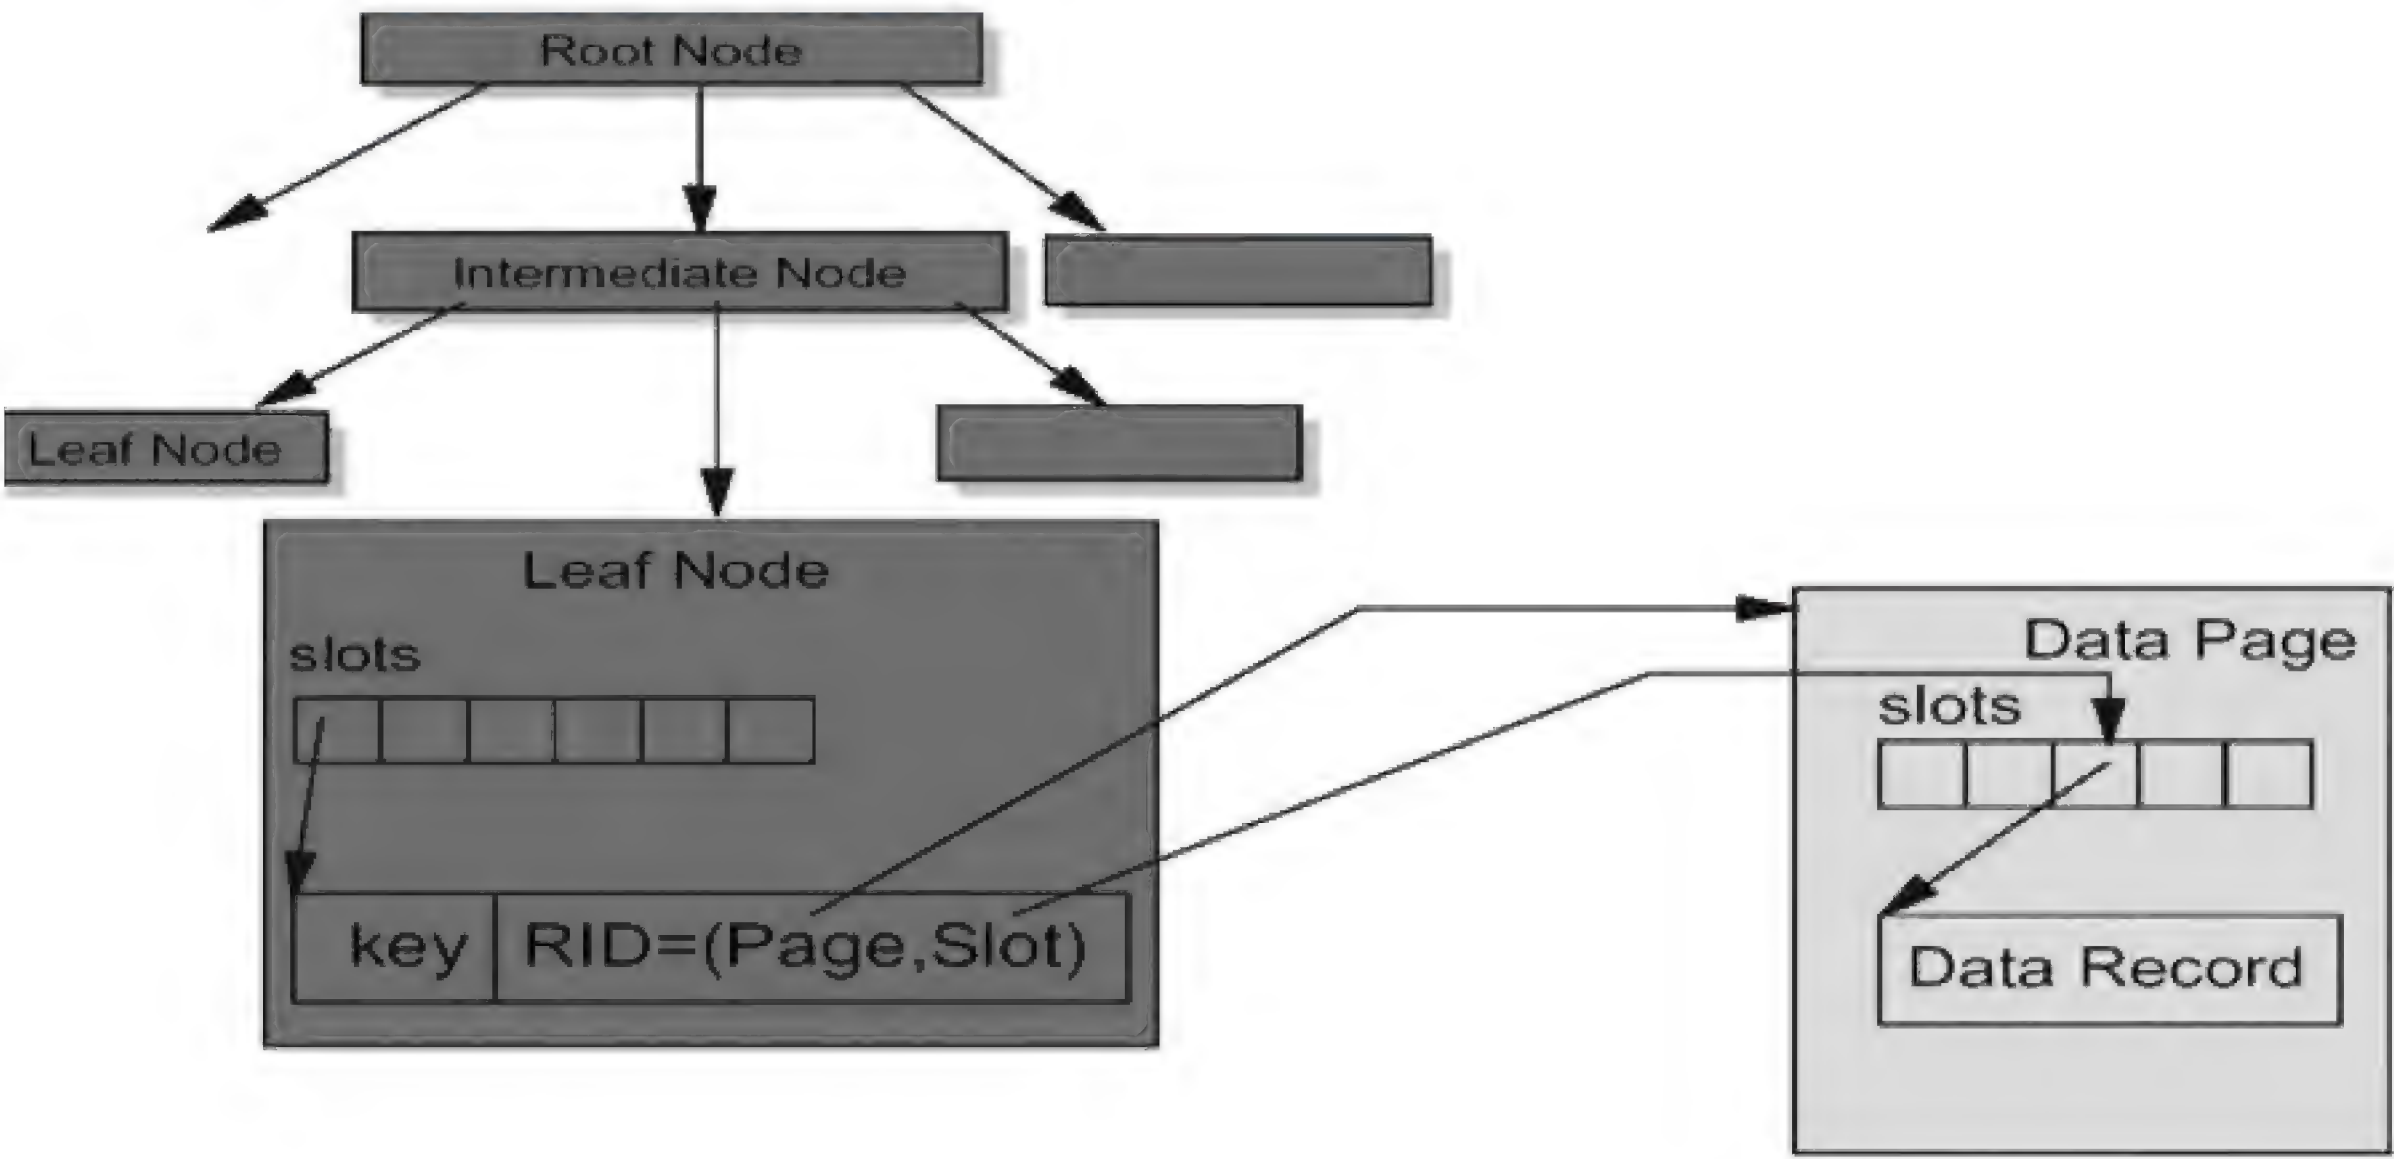 Root Node
Intermediate Node
Leaf Node
Leaf Node
slots
key RID=(Page,Slot)
Data Page
slots
Data Record